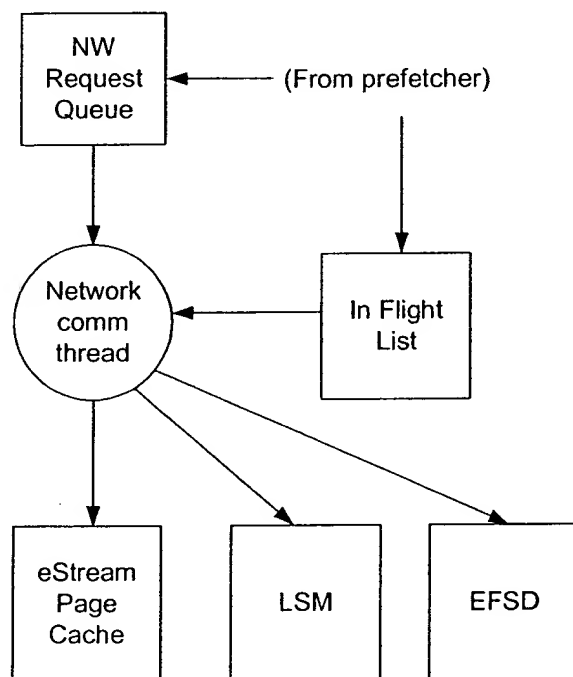 NW
Request
Queue
(From prefetcher)
Network
comm
thread
In Flight
List
eStream
Page
Cache
LSM
EFSD